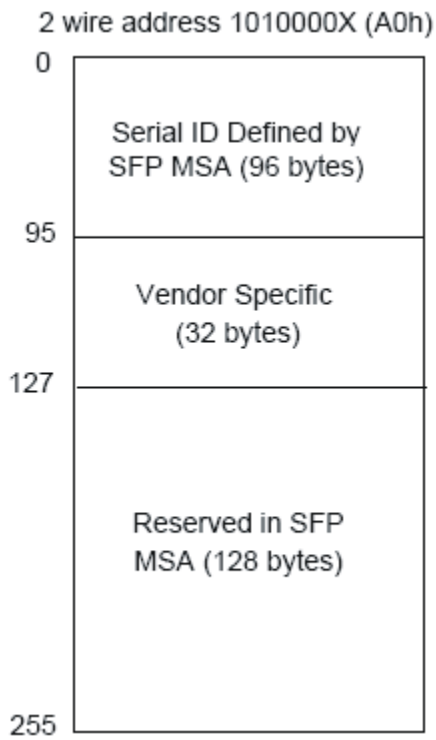 2 wire address 1010000X (A0h)
0
Serial ID Defined by
SFP MSA (96 bytes)
95
Vendor Specific
(32 bytes)
127
Reserved in SFP
MSA (128 bytes)
255